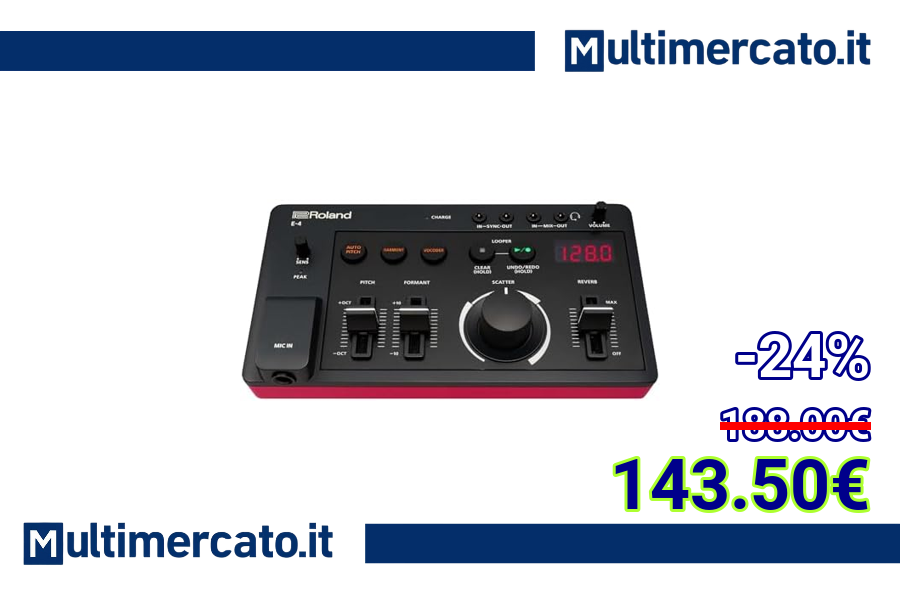 Multimercato.it
Roland
E-4
CHARGE
IN—SYNC—OUT
IN—MIX—OUT
VOLUME
SENS
PEAK
AUTO
PITCH
HARMONY
VOCODER
LOOPER
CLEAR
(HOLD)
UNDO/REDO
(HOLD)
128.0
PITCH
FORMANT
SCATTER
REVERB
+OCT
+10
MAX
MIC IN
-OCT
-10
OFF
-24%
188.00€
143.50€
Multimercato.it